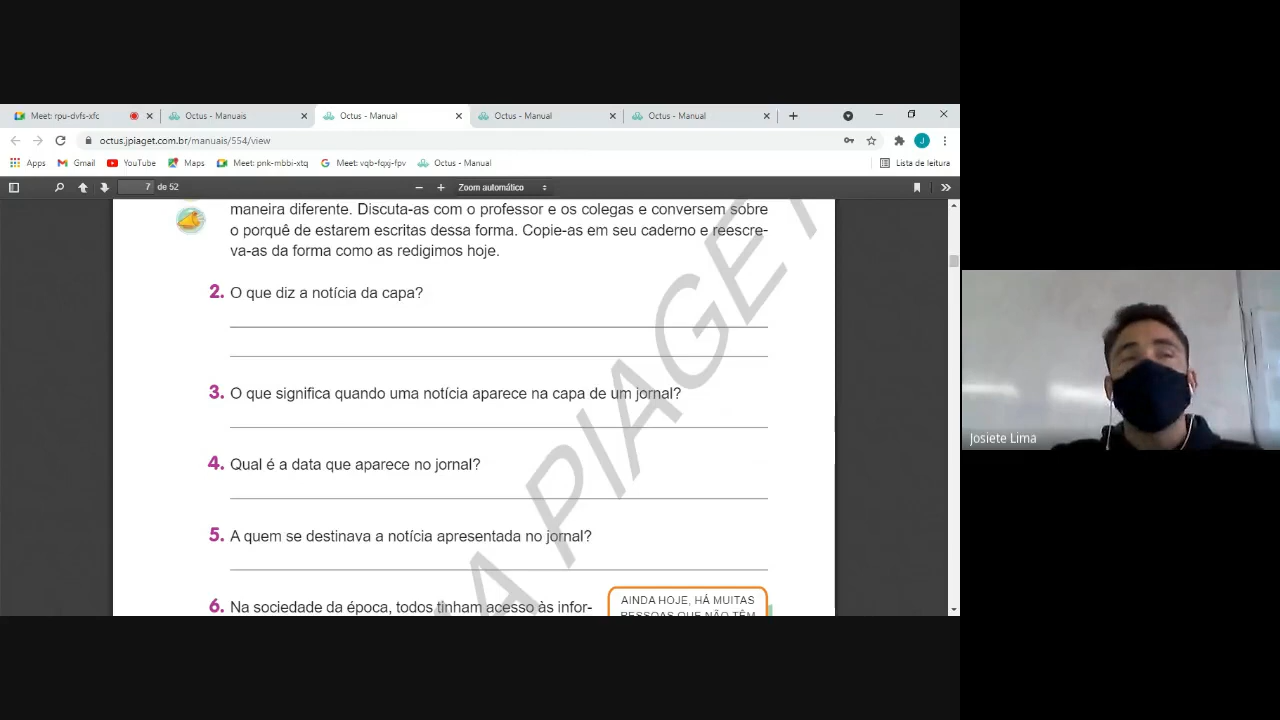 Meet: rpu-dvfs-xfc
Octus - Manuais
Octus - Manual
Octus - Manual
Octus - Manual
octus.jpiaget.com.br/manuais/554/view
J
Apps
Gmail
YouTube
Maps
Meet: pnk-mbbi-xtq
Meet: vqb-fqxj-fpv
Octus - Manual
Lista de leitura
7 de 52
Zoom automático
maneira diferente. Discuta-as com o professor e os colegas e conversem sobre
o porquê de estarem escritas dessa forma. Copie-as em seu caderno e reescre-
va-as da forma como as redigimos hoje.
2. O que diz a notícia da capa?
3. O que significa quando uma notícia aparece na capa de um jornal?
4. Qual é a data que aparece no jornal?
5. A quem se destinava a notícia apresentada no jornal?
6. Na sociedade da época, todos tinham acesso às infor-
AINDA HOJE, HÁ MUITAS
PESSOAS QUE NÃO TÊM
A PIAGET
Josiete Lima